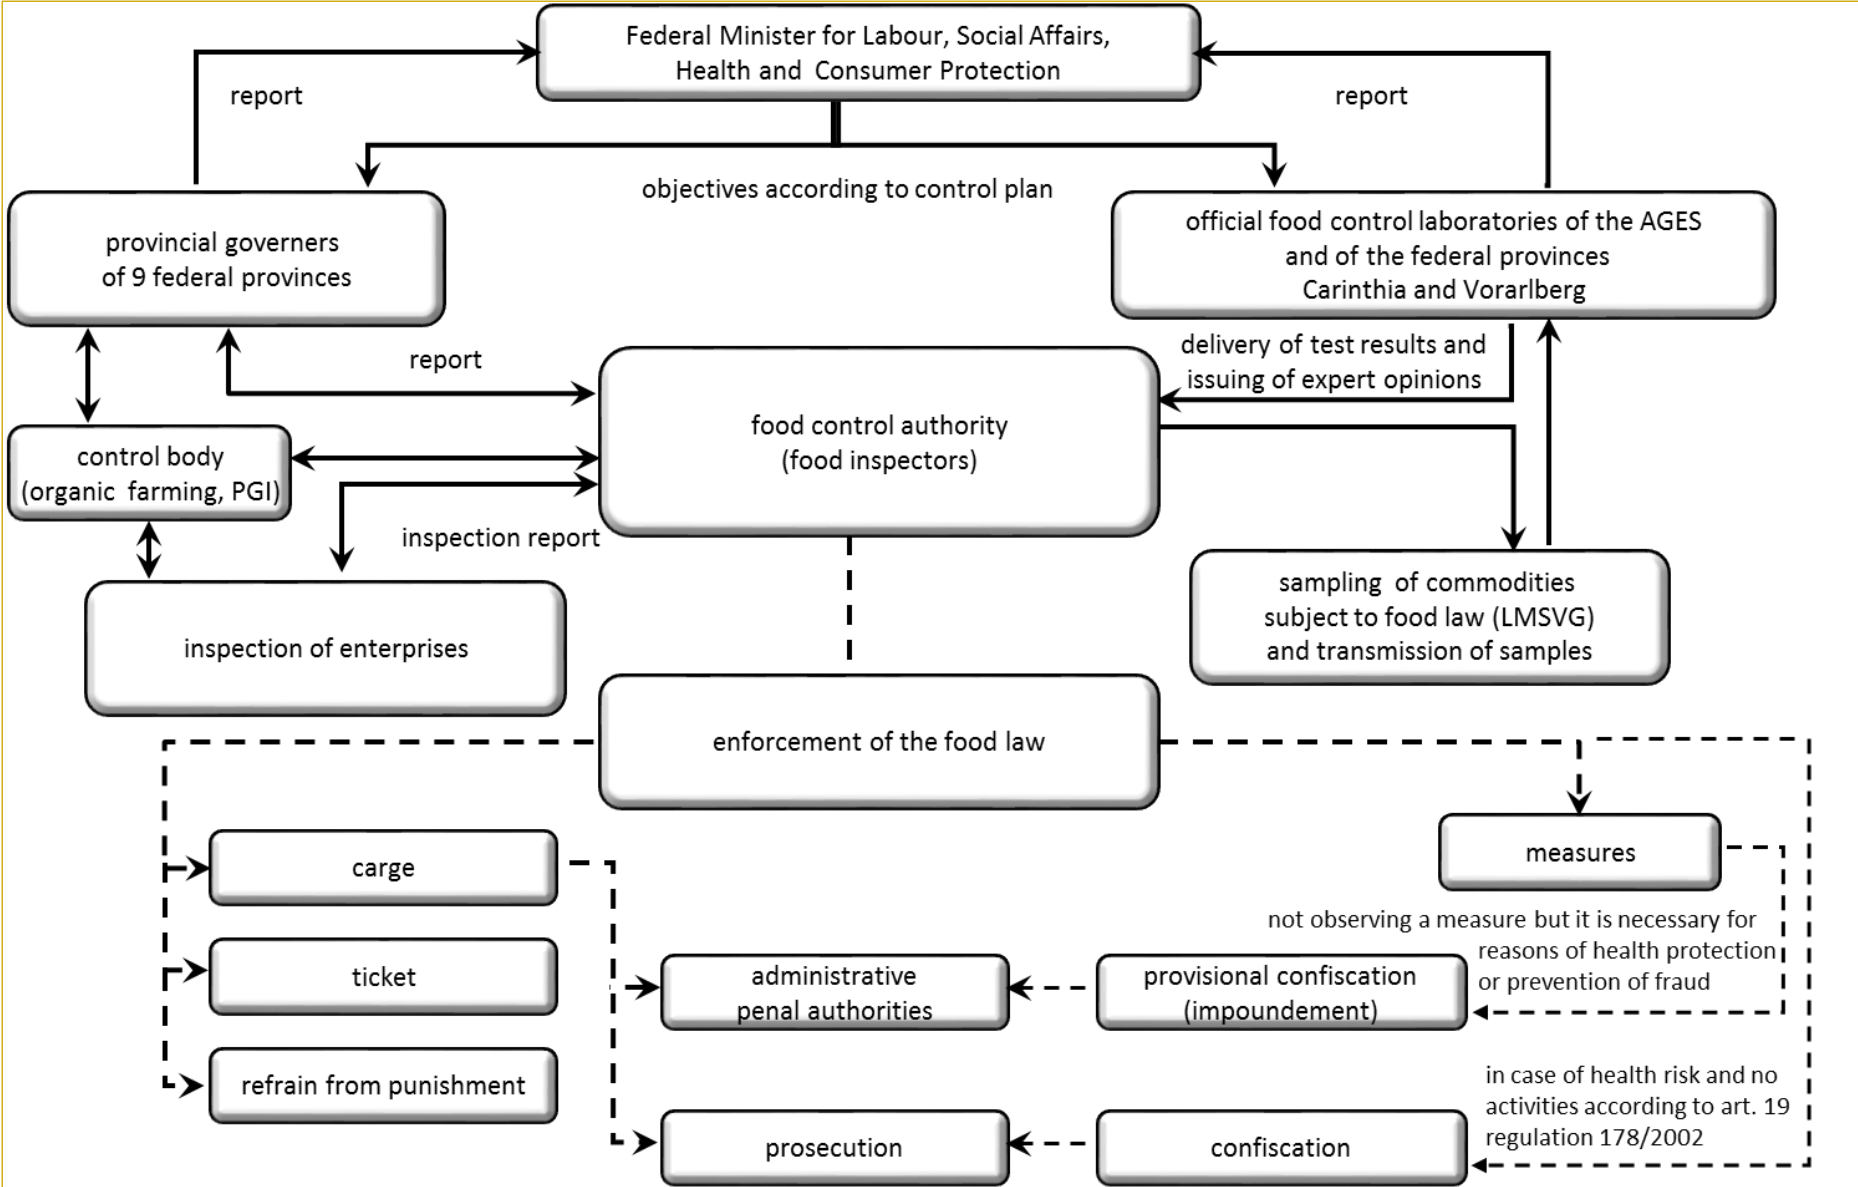 Federal Minister for Labour, Social Affairs,
Health and Consumer Protection
report
report
objectives according to control plan
provincial governers
of 9 federal provinces
official food control laboratories of the AGES
and of the federal provinces
Carinthia and Vorarlberg
report
delivery of test results and
issuing of expert opinions
food control authority
(food inspectors)
control body
(organic farming, PGI)
inspection report
inspection of enterprises
sampling of commodities
subject to food law (LMSVG)
and transmission of samples
enforcement of the food law
carge
measures
not observing a measure but it is necessary for
reasons of health protection
or prevention of fraud
ticket
administrative
penal authorities
provisional confiscation
(impoundement)
refrain from punishment
in case of health risk and no
activities according to art. 19
regulation 178/2002
prosecution
confiscation